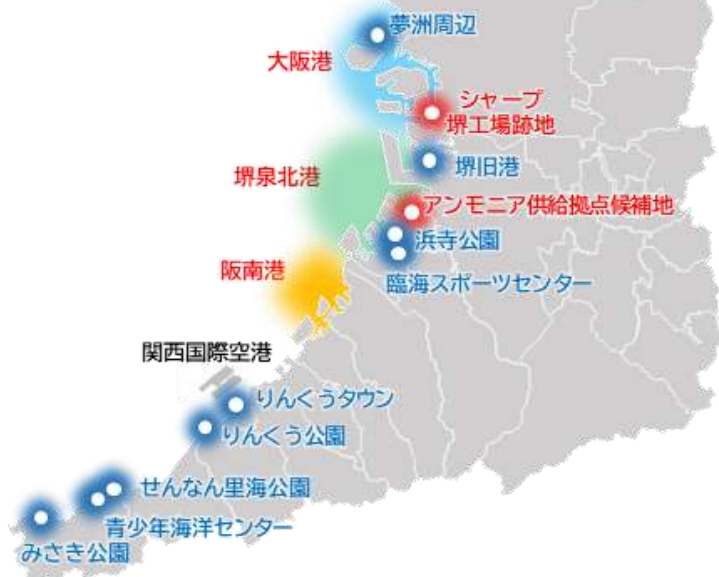 夢洲周辺
大阪港
シャープ
堺工場跡地
堺旧港
堺泉北港
アンモニア供給拠点候補地
浜寺公園
阪南港
臨海スポーツセンター
関西国際空港
りんくうタウン
りんくう公園
せんなん里海公園
青少年海洋センター
みさき公園